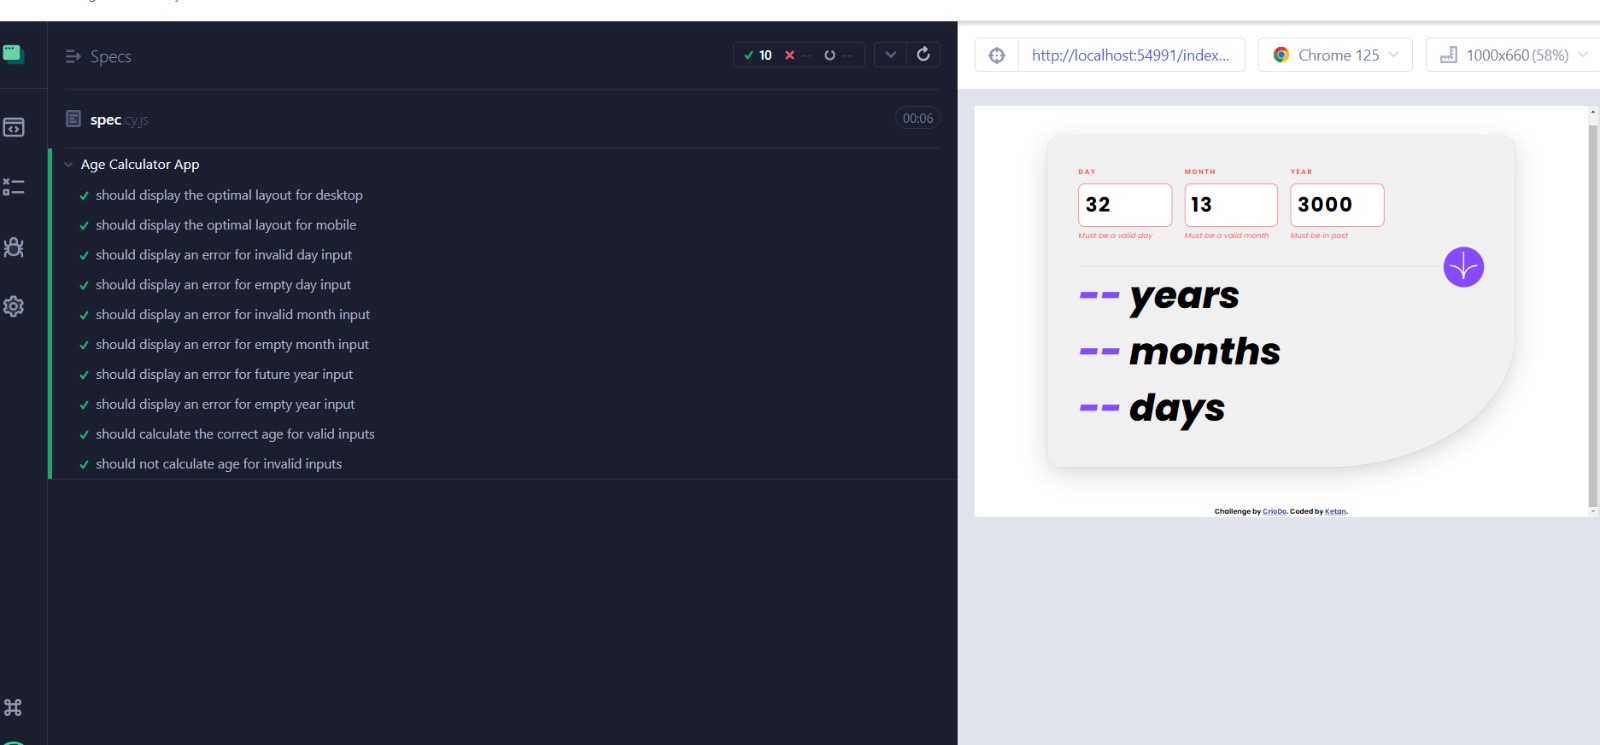 Specs
10 -- --
spec.cy.js
00:06
Age Calculator App
should display the optimal layout for desktop
should display the optimal layout for mobile
should display an error for invalid day input
should display an error for empty day input
should display an error for invalid month input
should display an error for empty month input
should display an error for future year input
should display an error for empty year input
should calculate the correct age for valid inputs
should not calculate age for invalid inputs
http://localhost:54991/index...
Chrome 125
1000x660 (58%)
DAY MONTH YEAR
32 13 3000
Must be a valid day Must be a valid month Must be in past
-- years
-- months
-- days
Challenge by CrioDo. Coded by Ketan.